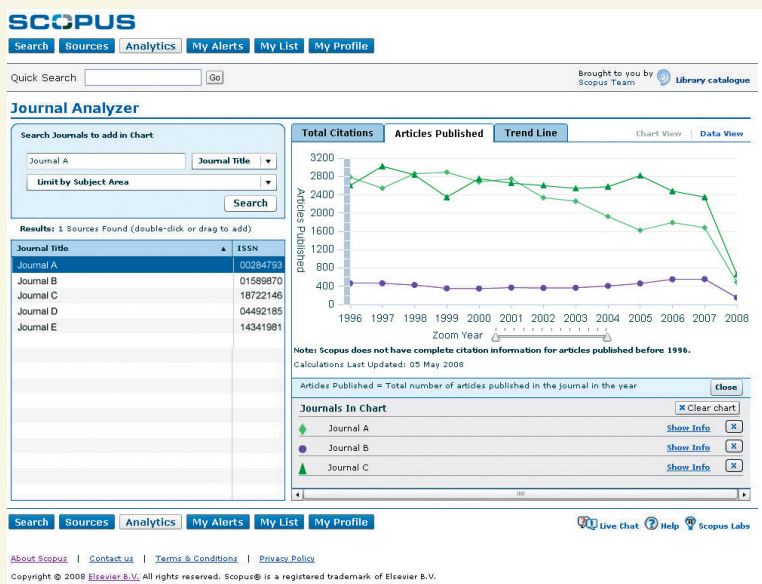 SCOPUS
Search Sources Analytics My Alerts My List My Profile
Quick Search Go
Brought to you by
Scopus Team
Library catalogue
Journal Analyzer
Search Journals to add in Chart
Journal A Journal Title
Limit by Subject Area
Search
Results: 1 Sources Found (double-click or drag to add)
Journal Title ISSN
Journal A 00284793
Journal B 01589870
Journal C 18722146
Journal D 04492185
Journal E 14341981
Total Citations Articles Published Trend Line Chart View | Data View
Articles Published
3200
2800
2400
2000
1600
1200
800
400
0
1996 1997 1998 1999 2000 2001 2002 2003 2004 2005 2006 2007 2008
Zoom Year
Note: Scopus does not have complete citation information for articles published before 1996.
Calculations Last Updated: 05 May 2008
Articles Published = Total number of articles published in the journal in the year Close
Journals In Chart × Clear chart
Journal A Show Info ×
Journal B Show Info ×
Journal C Show Info ×
Search Sources Analytics My Alerts My List My Profile
Live Chat Help Scopus Labs
About Scopus | Contact us | Terms & Conditions | Privacy Policy
Copyright © 2008 Elsevier B.V. All rights reserved. Scopus® is a registered trademark of Elsevier B.V.